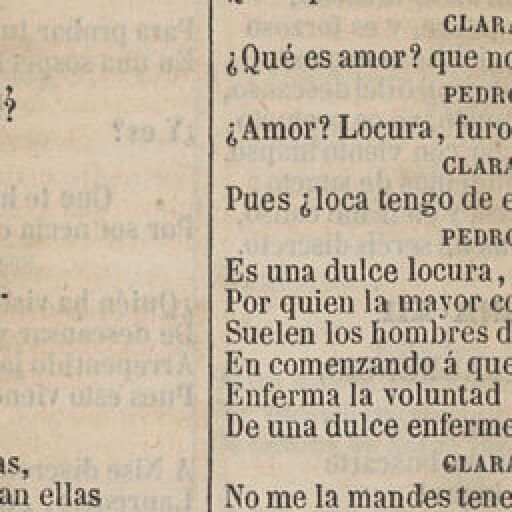 ?
as,
an ellas
CLARA
¿Qué es amor? que no
PEDRO
¿Amor? Locura, furo
CLARA
Pues ¿loca tengo de e
PEDRO
Es una dulce locura,
Por quien la mayor co
Suelen los hombres d
En comenzando á que
Enferma la voluntad
De una dulce enferme
CLARA
No me la mandes tene